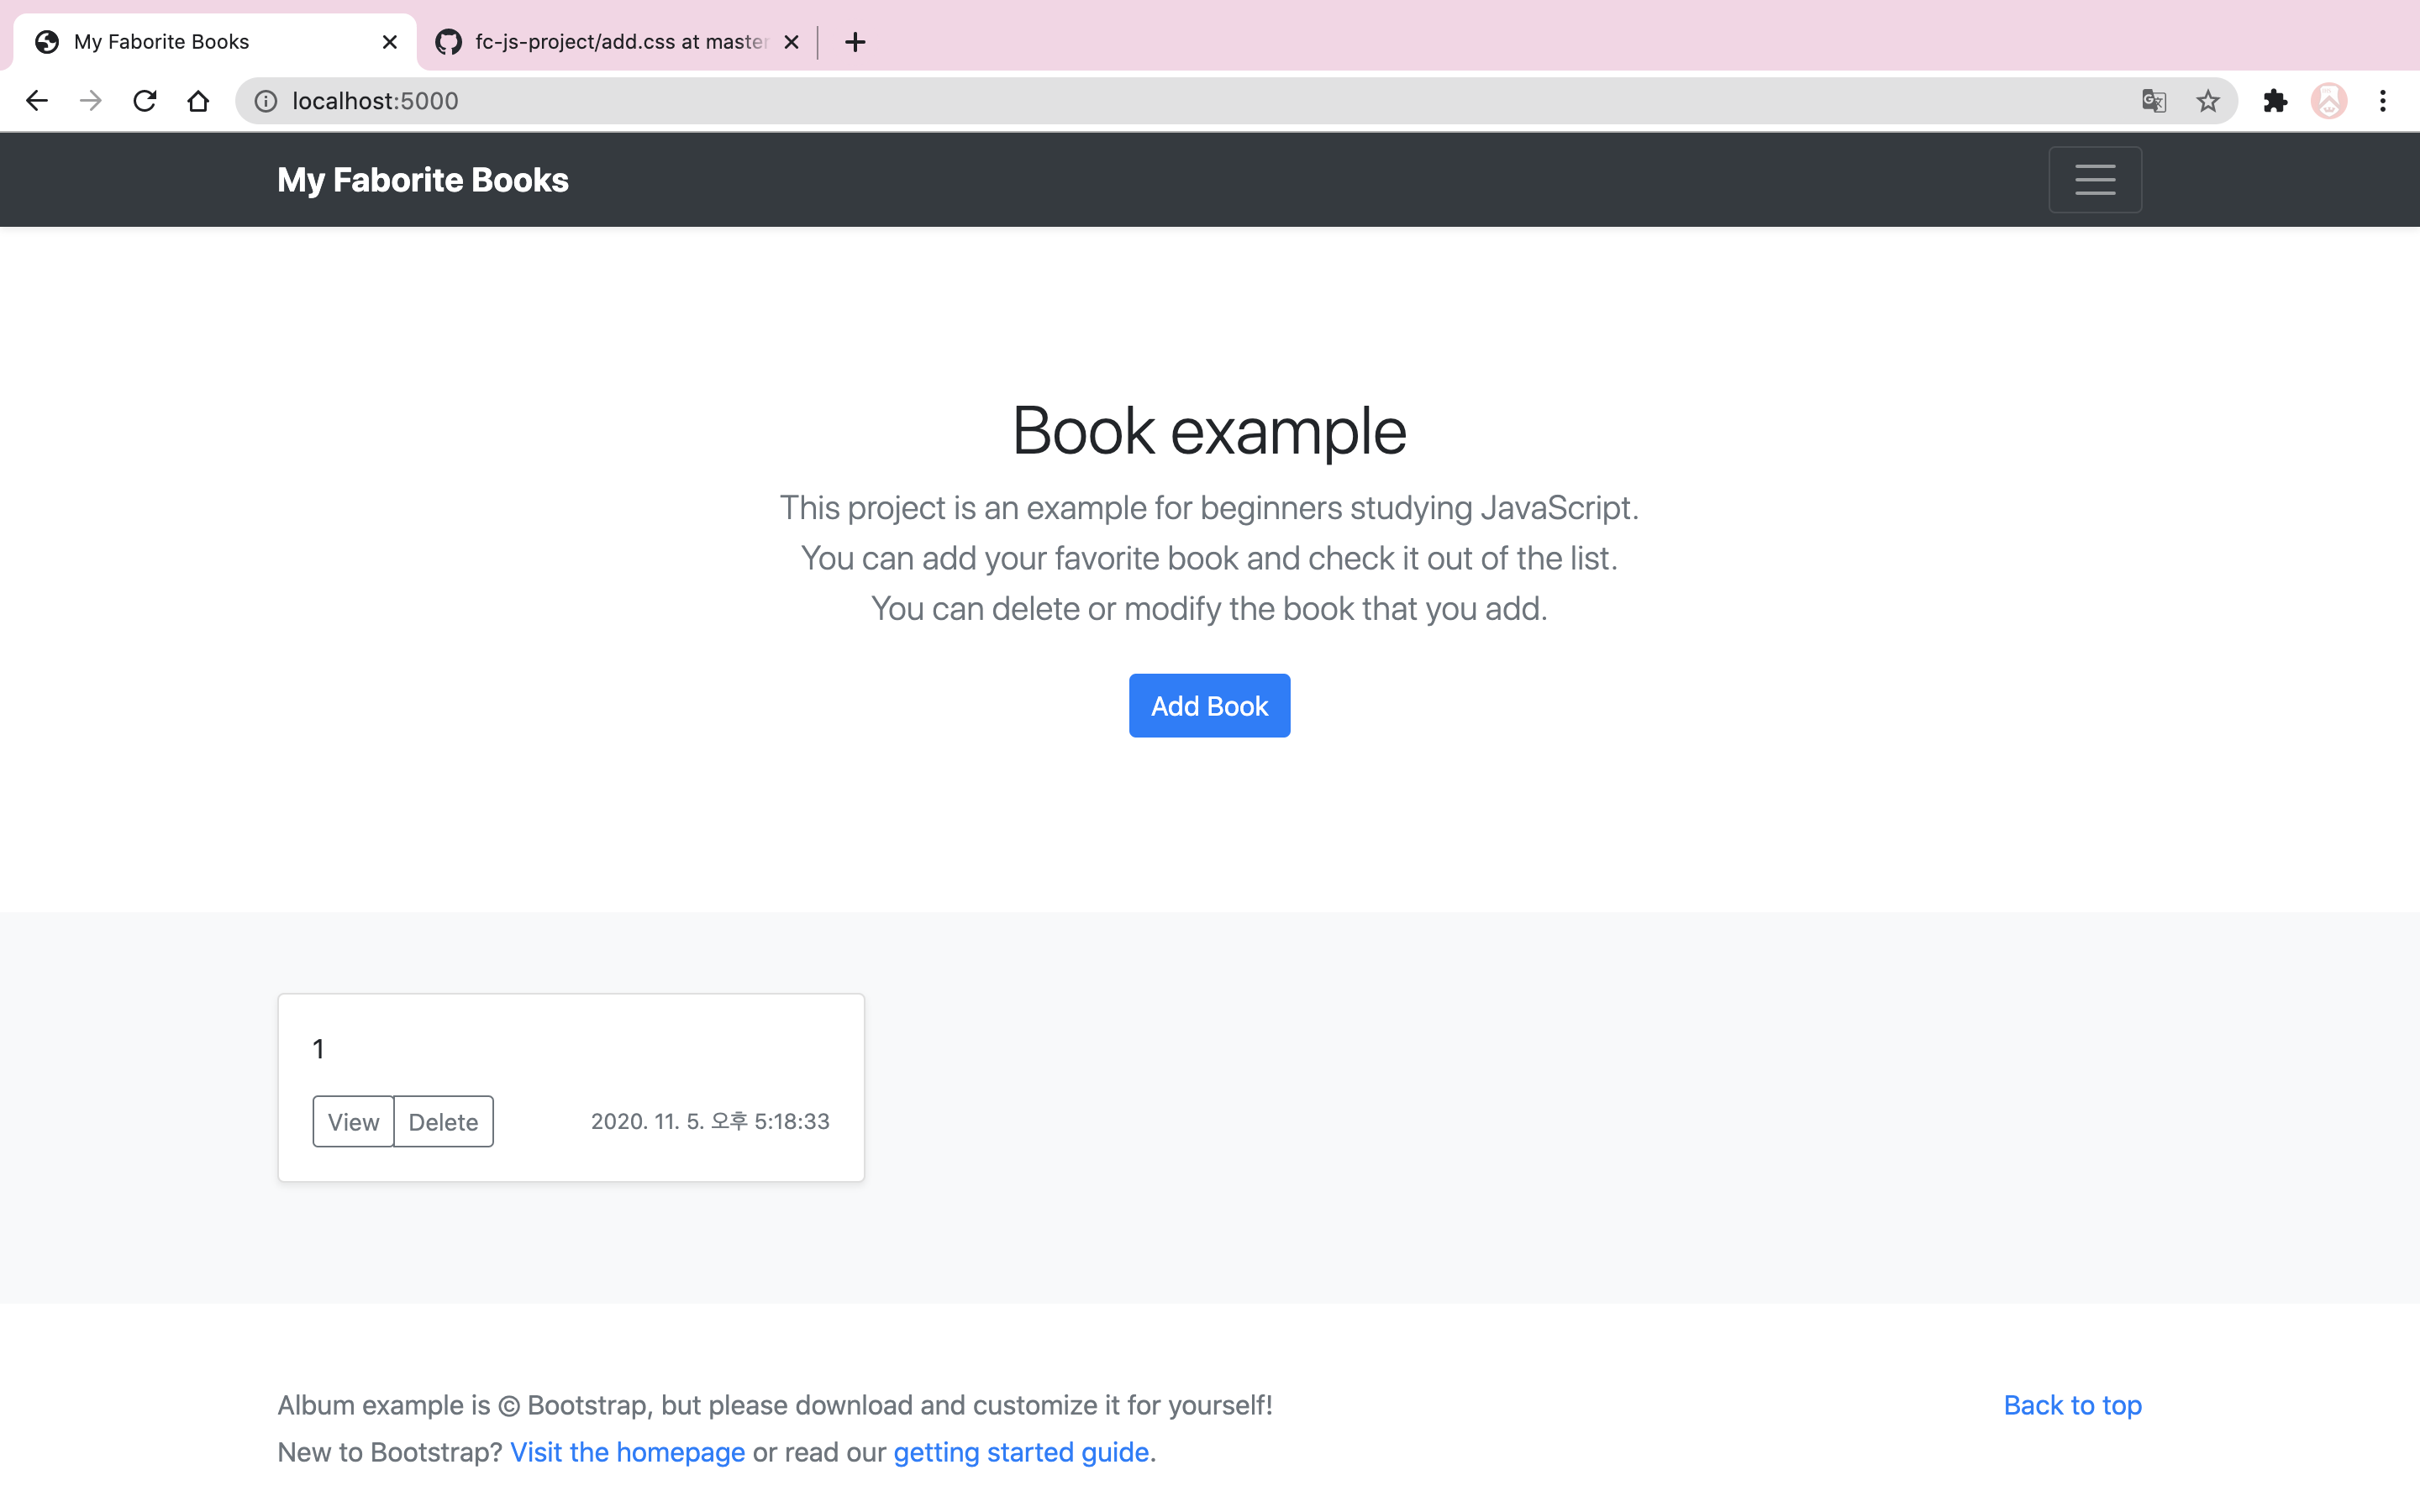 My Faborite Books
fc-js-project/add.css at master
localhost:5000
My Faborite Books
Book example
This project is an example for beginners studying JavaScript.
You can add your favorite book and check it out of the list.
You can delete or modify the book that you add.
Add Book
1
View Delete 2020. 11. 5. 오후 5:18:33
Album example is © Bootstrap, but please download and customize it for yourself! Back to top
New to Bootstrap? Visit the homepage or read our getting started guide.